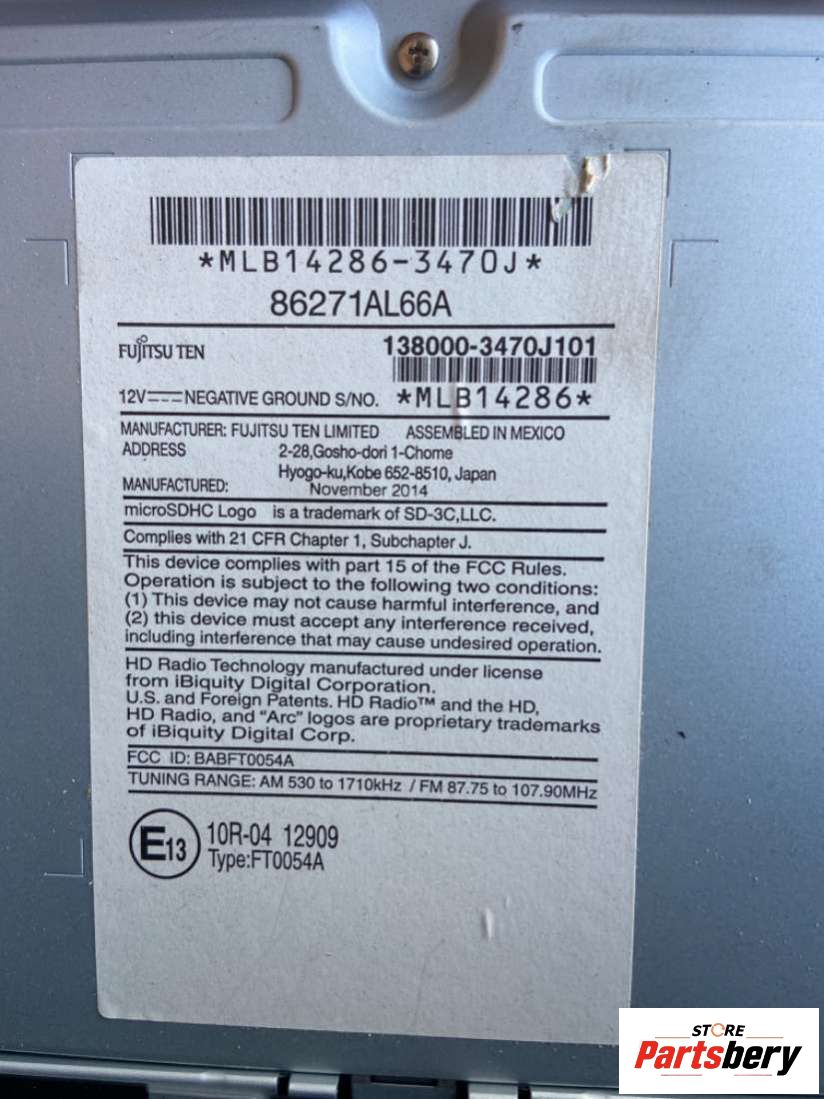 *MLB14286-3470J*
86271AL66A
FUJITSU TEN 138000-3470J101
12V NEGATIVE GROUND S/NO. *MLB14286*
MANUFACTURER: FUJITSU TEN LIMITED ASSEMBLED IN MEXICO
ADDRESS 2-28,Gosho-dori 1-Chome
Hyogo-ku,Kobe 652-8510, Japan
MANUFACTURED: November 2014
microSDHC Logo is a trademark of SD-3C,LLC.
Complies with 21 CFR Chapter 1, Subchapter J.
This device complies with part 15 of the FCC Rules.
Operation is subject to the following two conditions:
(1) This device may not cause harmful interference, and
(2) this device must accept any interference received,
including interference that may cause undesired operation.
HD Radio Technology manufactured under license
from iBiquity Digital Corporation.
U.S. and Foreign Patents. HD Radio™ and the HD,
HD Radio, and “Arc” logos are proprietary trademarks
of iBiquity Digital Corp.
FCC ID: BABFT0054A
TUNING RANGE: AM 530 to 1710kHz / FM 87.75 to 107.90MHz
E13 10R-04 12909
Type:FT0054A
STORE
Partsbery